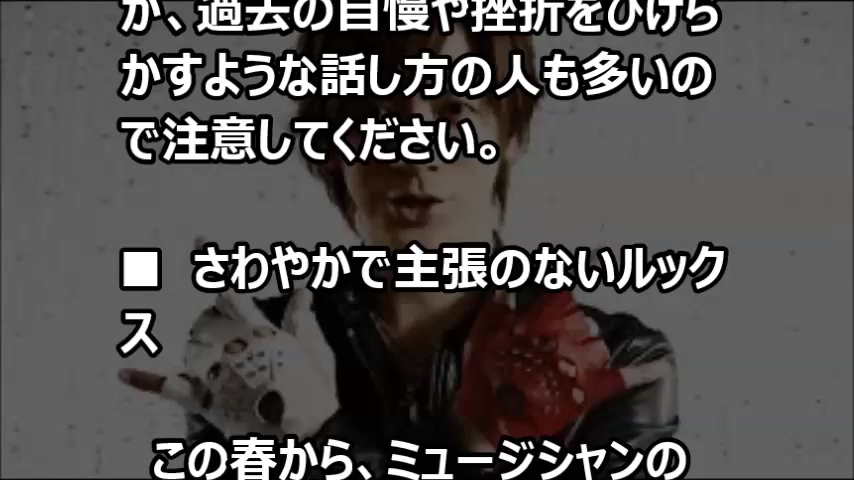 が、過去の自慢や挫折をひけら
かすような話し方の人も多いの
で注意してください。
■　さわやかで主張のないルック
ス
この春から、ミュージシャンの